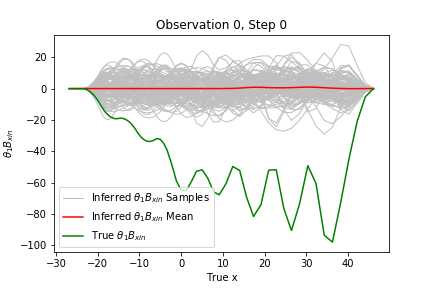 Observation 0, Step 0
θ₁Bₓᵢₙ
20
0
−20
−40
−60
−80
−100
Inferred θ₁Bₓᵢₙ Samples
Inferred θ₁Bₓᵢₙ Mean
True θ₁Bₓᵢₙ
−30 −20 −10 0 10 20 30 40
True x